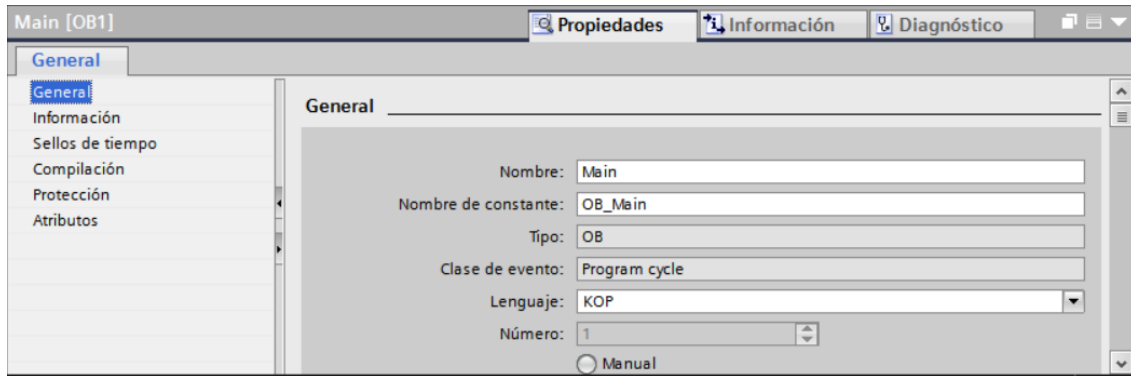 Main [OB1]
Propiedades
Información
Diagnóstico
General
General
Información
Sellos de tiempo
Compilación
Protección
Atributos
General
Nombre: Main
Nombre de constante: OB_Main
Tipo: OB
Clase de evento: Program cycle
Lenguaje: KOP
Número: 1
Manual